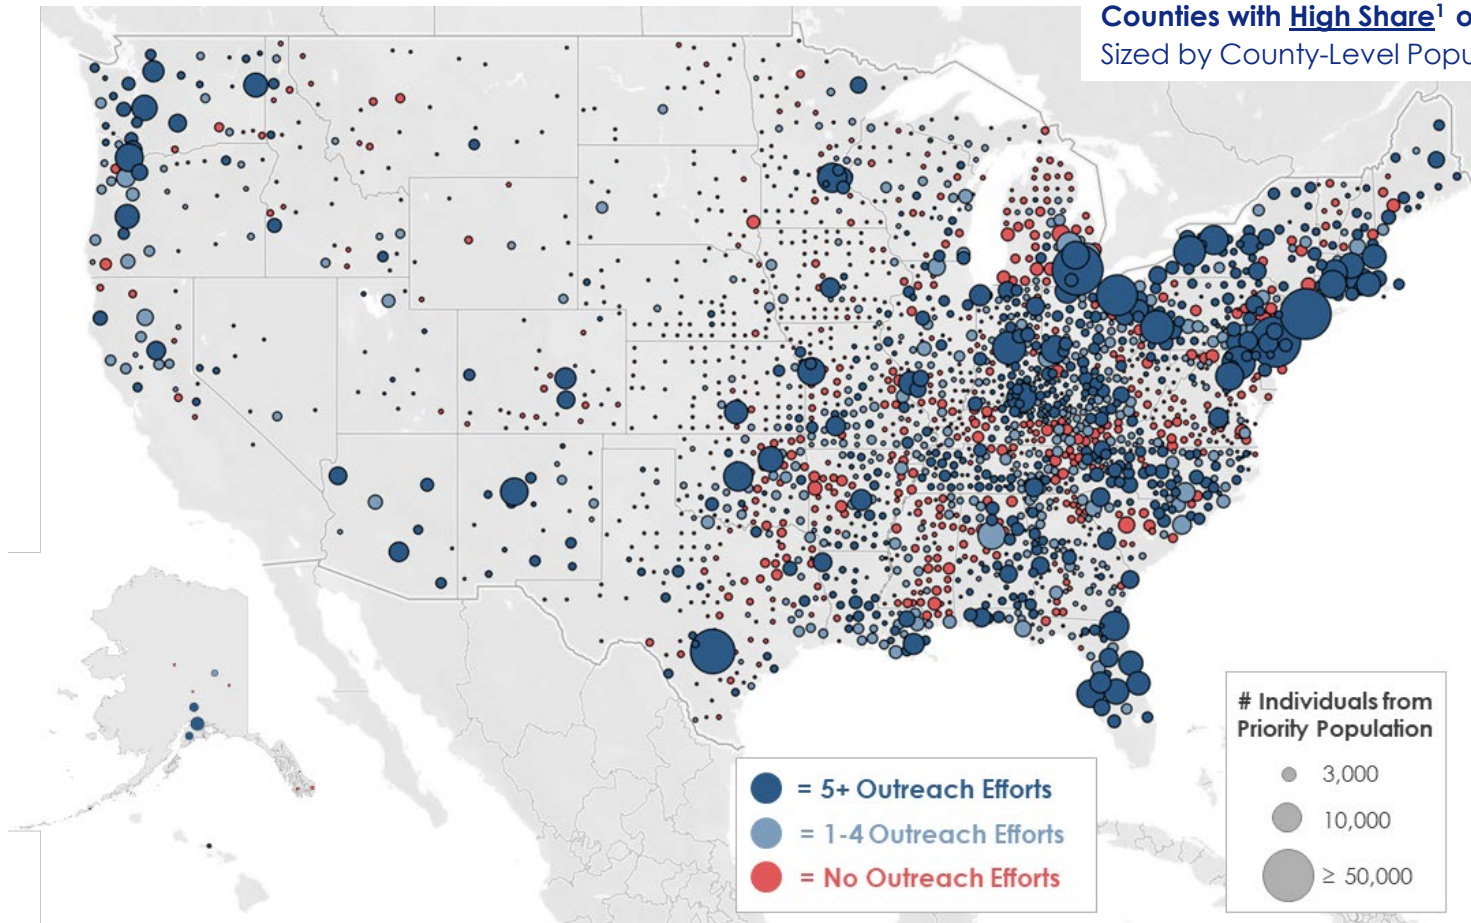 Counties with High Share¹ o
Sized by County-Level Popu
# Individuals from
Priority Population
3,000
10,000
≥ 50,000
= 5+ Outreach Efforts
= 1-4 Outreach Efforts
= No Outreach Efforts